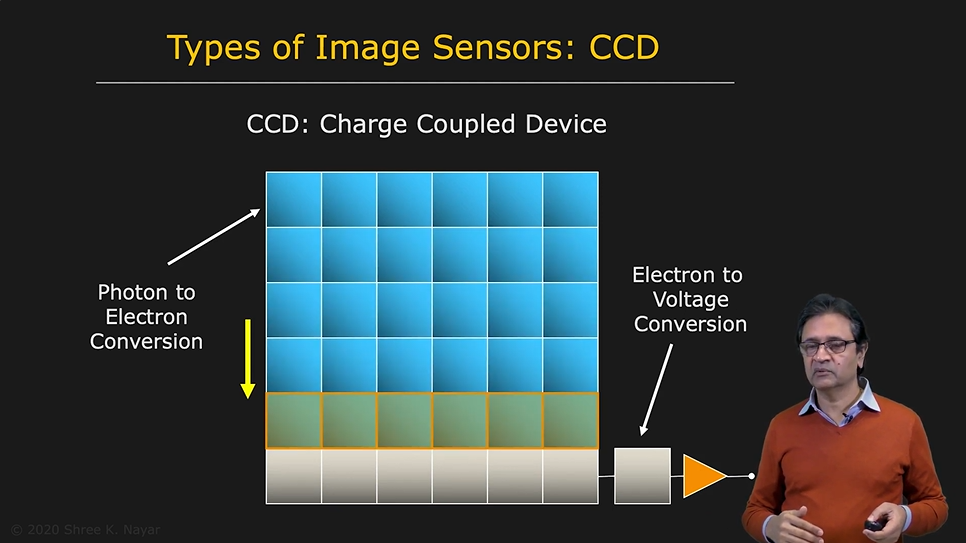 Types of Image Sensors: CCD
CCD: Charge Coupled Device
Photon to
Electron
Conversion
Electron to
Voltage
Conversion
© 2020 Shree K. Nayar